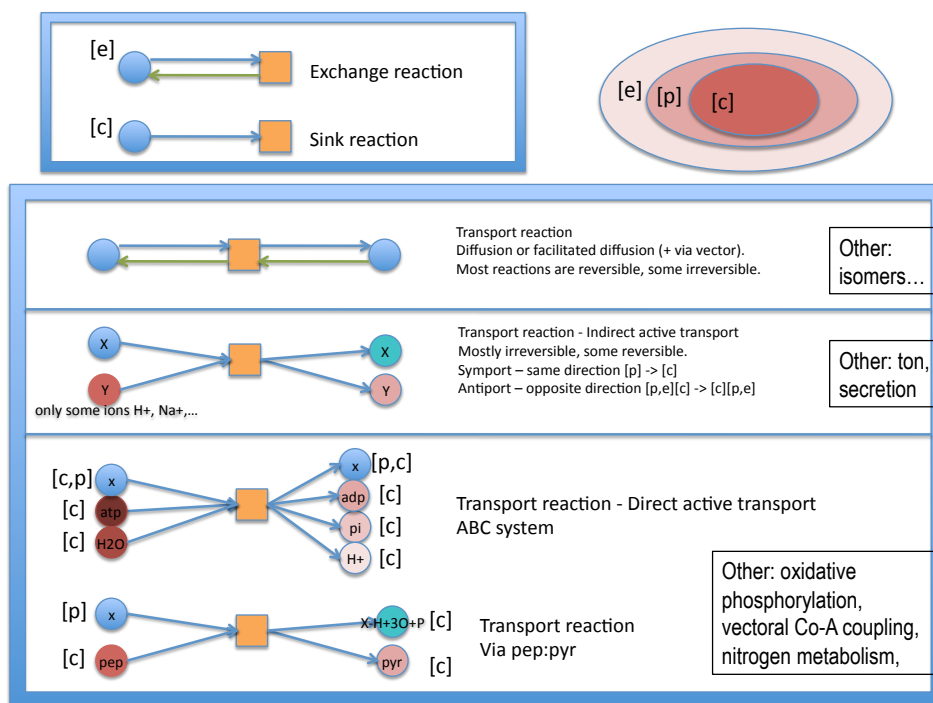 [e]
Exchange reaction
[c]
Sink reaction
[e] [p] [c]
Transport reaction
Diffusion or facilitated diffusion (+ via vector).
Most reactions are reversible, some irreversible.
Other:
isomers...
X
Y
only some ions H+, Na+,...
X
Y
Transport reaction - Indirect active transport
Mostly irreversible, some reversible.
Symport – same direction [p] -> [c]
Antiport – opposite direction [p,e][c] -> [c][p,e]
Other: ton,
secretion
[c,p] x
[c] atp
[c] H2O
x [p,c]
adp [c]
pi [c]
H+ [c]
Transport reaction - Direct active transport
ABC system
[p] x
[c] pep
X-H+3O+P [c]
pyr [c]
Transport reaction
Via pep:pyr
Other: oxidative
phosphorylation,
vectoral Co-A coupling,
nitrogen metabolism,